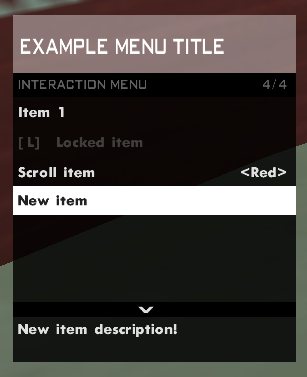 EXAMPLE MENU TITLE
INTERACTION MENU 4/4
Item 1
[L] Locked item
Scroll item <Red>
New item
New item description!